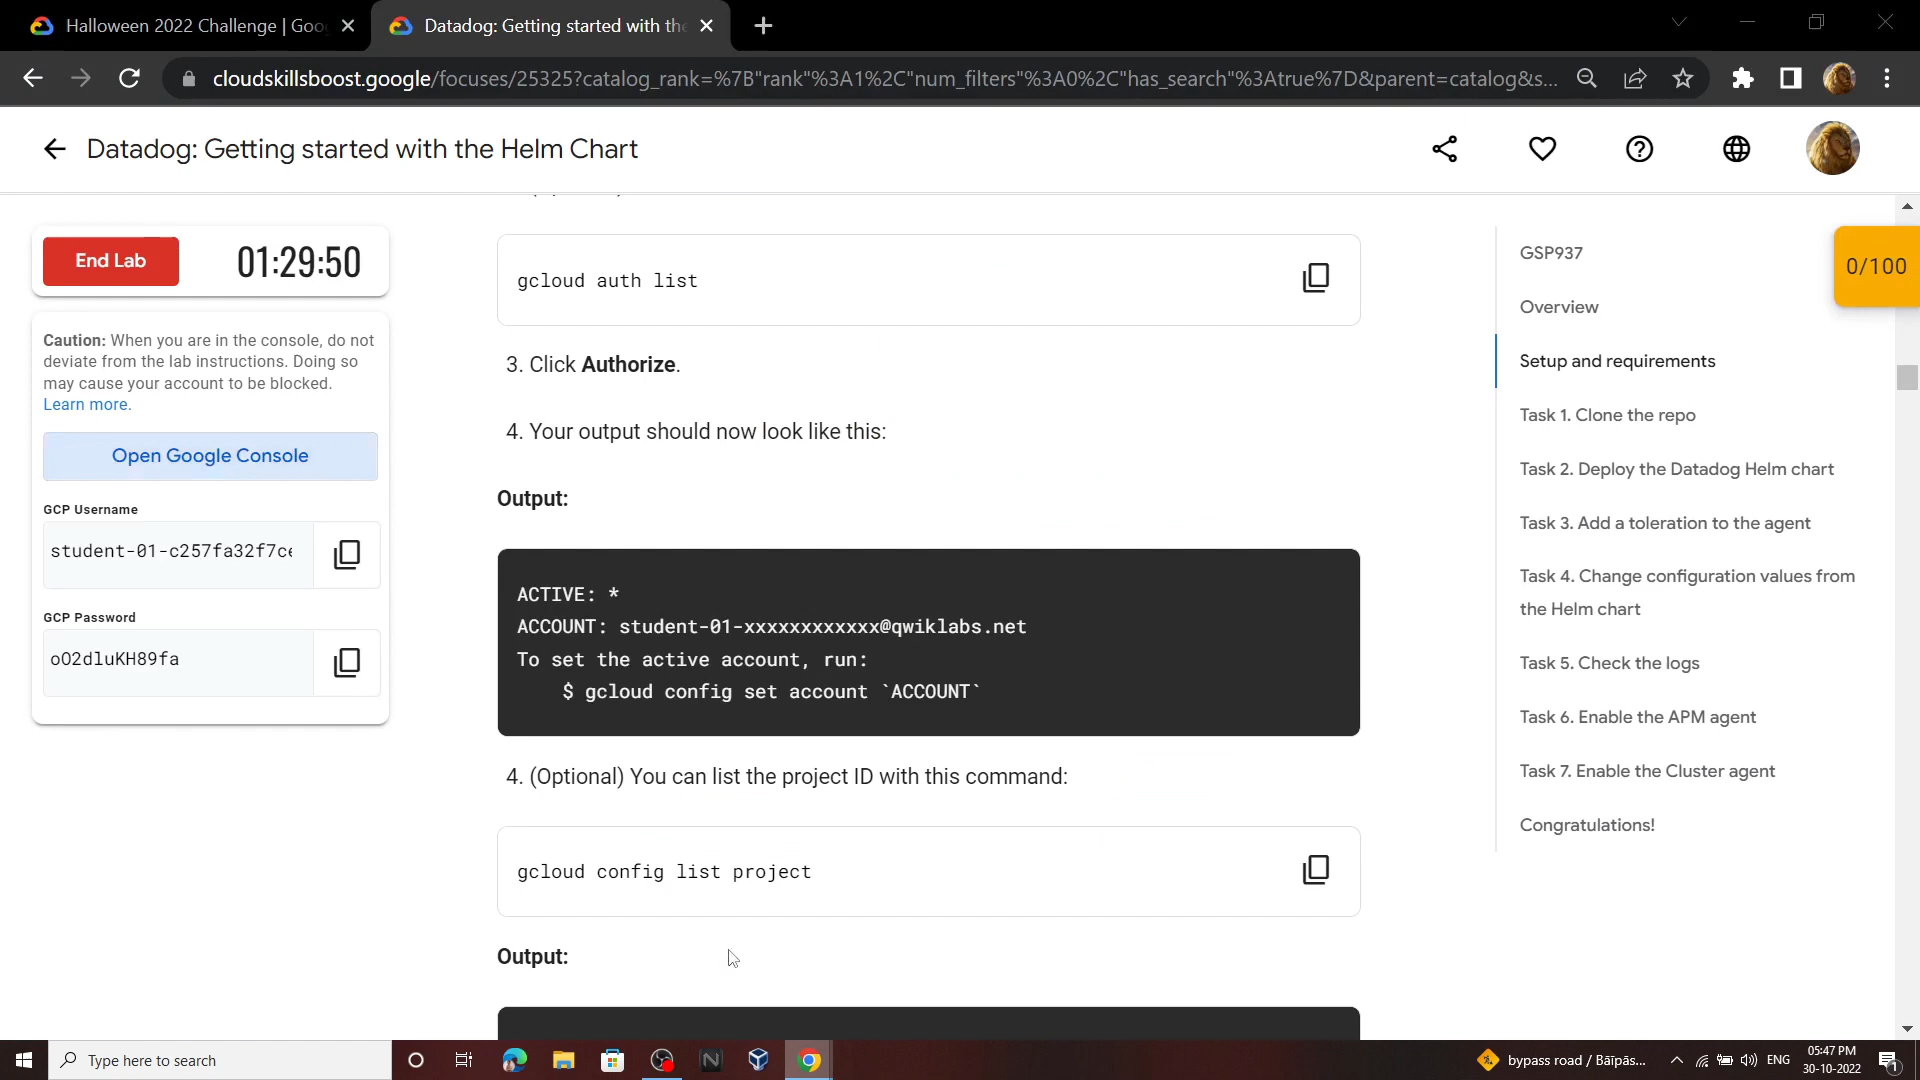 Halloween 2022 Challenge | Goo
Datadog: Getting started with the
cloudskillsboost.google/focuses/25325?catalog_rank=%7B"rank"%3A1%2C"num_filters"%3A0%2C"has_search"%3Atrue%7D&parent=catalog&s...
Datadog: Getting started with the Helm Chart
End Lab
01:29:50
Caution: When you are in the console, do not
deviate from the lab instructions. Doing so
may cause your account to be blocked.
Learn more.
Open Google Console
GCP Username
student-01-c257fa32f7ce
GCP Password
oO2dluKH89fa
gcloud auth list
3. Click Authorize.
4. Your output should now look like this:
Output:
ACTIVE: *
ACCOUNT: student-01-xxxxxxxxxxxx@qwiklabs.net
To set the active account, run:
$ gcloud config set account `ACCOUNT`
4. (Optional) You can list the project ID with this command:
gcloud config list project
Output:
GSP937
Overview
Setup and requirements
Task 1. Clone the repo
Task 2. Deploy the Datadog Helm chart
Task 3. Add a toleration to the agent
Task 4. Change configuration values from
the Helm chart
Task 5. Check the logs
Task 6. Enable the APM agent
Task 7. Enable the Cluster agent
Congratulations!
0/100
Type here to search
bypass road / Bāīpās...
ENG
05:47 PM
30-10-2022
1